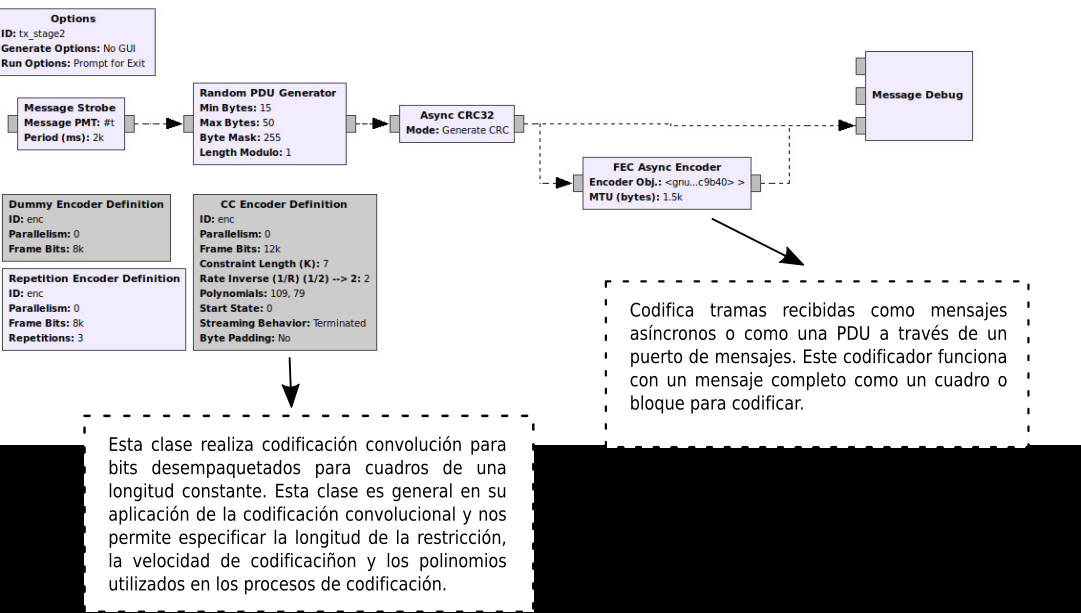 Options
ID: tx_stage2
Generate Options: No GUI
Run Options: Prompt for Exit
Message Strobe
Message PMT: #t
Period (ms): 2k
Random PDU Generator
Min Bytes: 15
Max Bytes: 50
Byte Mask: 255
Length Modulo: 1
Async CRC32
Mode: Generate CRC
Message Debug
FEC Async Encoder
Encoder Obj.: <gnu...c9b40> >
MTU (bytes): 1.5k
Dummy Encoder Definition
ID: enc
Parallelism: 0
Frame Bits: 8k
Repetition Encoder Definition
ID: enc
Parallelism: 0
Frame Bits: 8k
Repetitions: 3
CC Encoder Definition
ID: enc
Parallelism: 0
Frame Bits: 12k
Constraint Length (K): 7
Rate Inverse (1/R) (1/2) --> 2: 2
Polynomials: 109, 79
Start State: 0
Streaming Behavior: Terminated
Byte Padding: No
Codifica tramas recibidas como mensajes
asíncronos o como una PDU a través de un
puerto de mensajes. Este codificador funciona
con un mensaje completo como un cuadro o
bloque para codificar.
Esta clase realiza codificación convolución para
bits desempaquetados para cuadros de una
longitud constante. Esta clase es general en su
aplicación de la codificación convolucional y nos
permite especificar la longitud de la restricción,
la velocidad de codificaciñon y los polinomios
utilizados en los procesos de codificación.